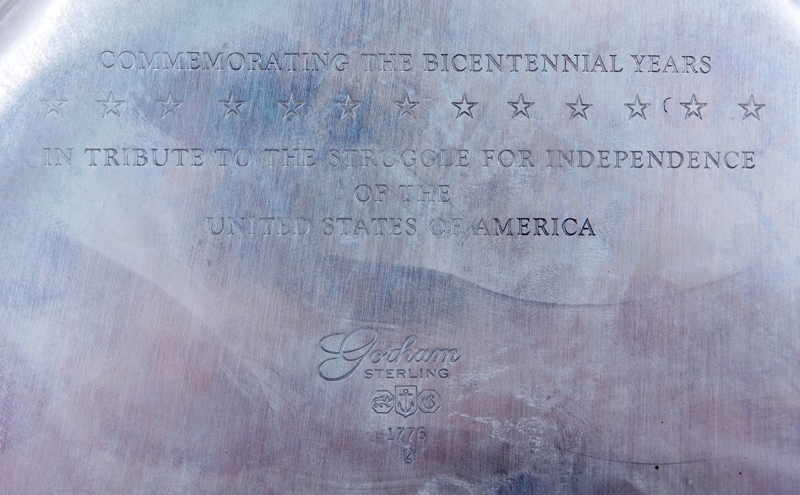 COMMEMORATING THE BICENTENNIAL YEARS
IN TRIBUTE TO THE STRUGGLE FOR INDEPENDENCE
OF THE
UNITED STATES OF AMERICA
Gorham
STERLING
1776